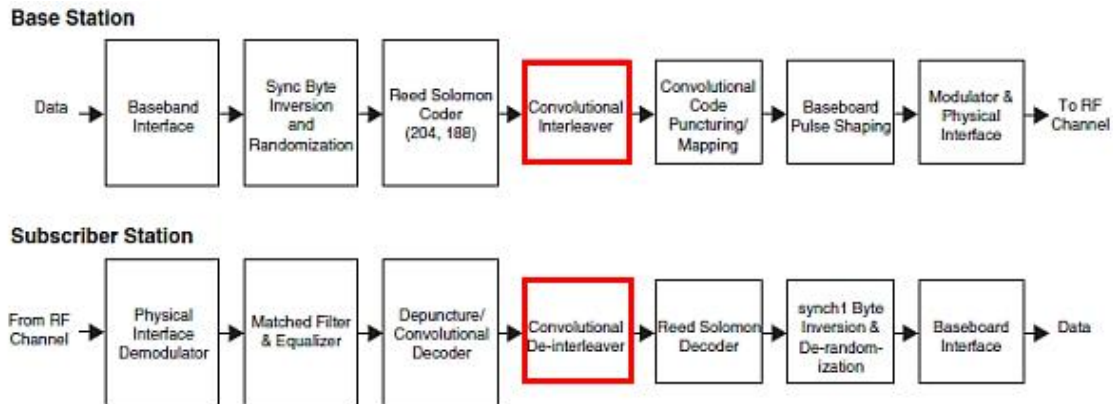 Base Station
Data
Baseband
Interface
Sync Byte
Inversion
and
Randomization
Reed Solomon
Coder
(204, 188)
Convolutional
Interleaver
Convolutional
Code
Puncturing/
Mapping
Baseboard
Pulse Shaping
Modulator &
Physical
Interface
To RF
Channel
Subscriber Station
From RF
Channel
Physical
Interface
Demodulator
Matched Filter
& Equalizer
Depuncture/
Convolutional
Decoder
Convolutional
De-interleaver
Reed Solomon
Decoder
synch1 Byte
Inversion &
De-random-
ization
Baseboard
Interface
Data